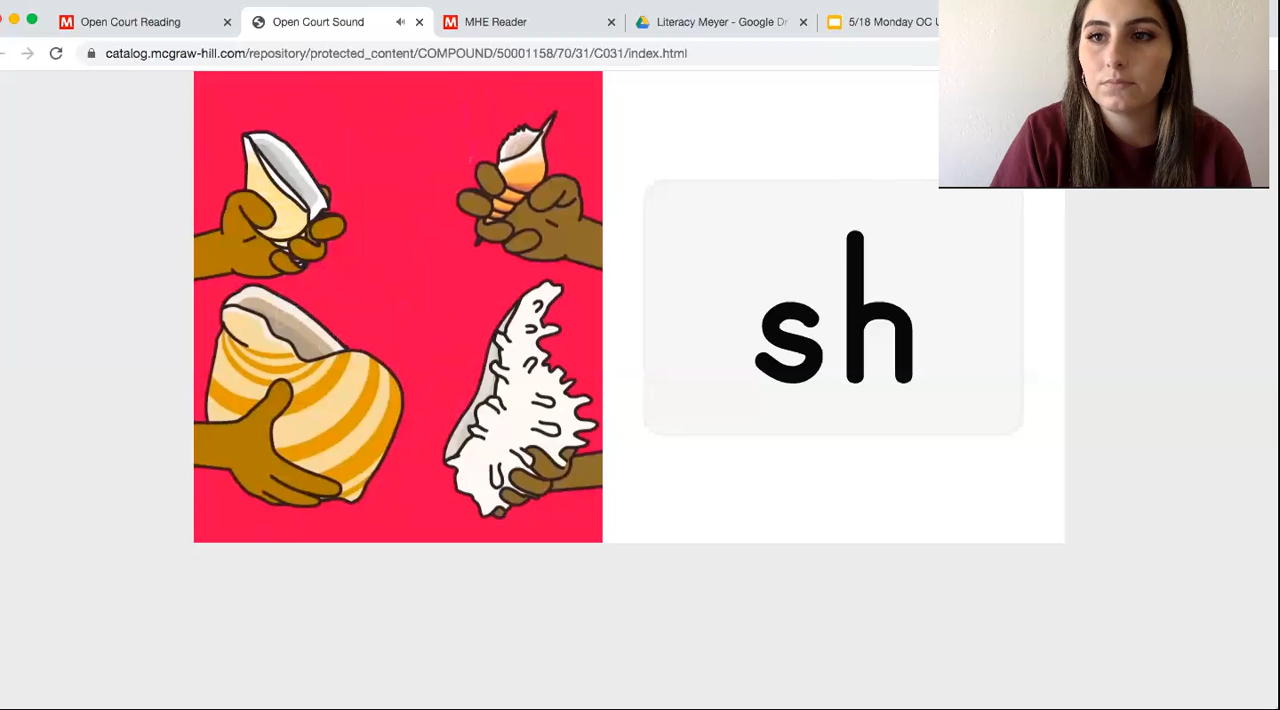 Open Court Reading
Open Court Sound
MHE Reader
Literacy Meyer - Google Dr
5/18 Monday OC U
catalog.mcgraw-hill.com/repository/protected_content/COMPOUND/50001158/70/31/C031/index.html
sh